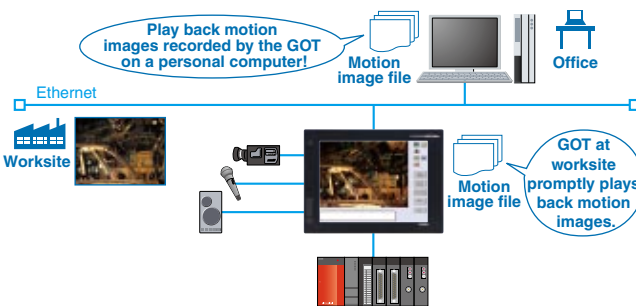 Play back motion
images recorded by the GOT
on a personal computer!
Motion
image file
Office
Ethernet
Worksite
Motion
image file
GOT at
worksite
promptly plays
back motion
images.